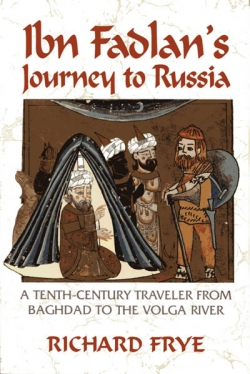 Ibn Fadlan's
Journey to Russia
A TENTH-CENTURY TRAVELER FROM
BAGHDAD TO THE VOLGA RIVER
RICHARD FRYE